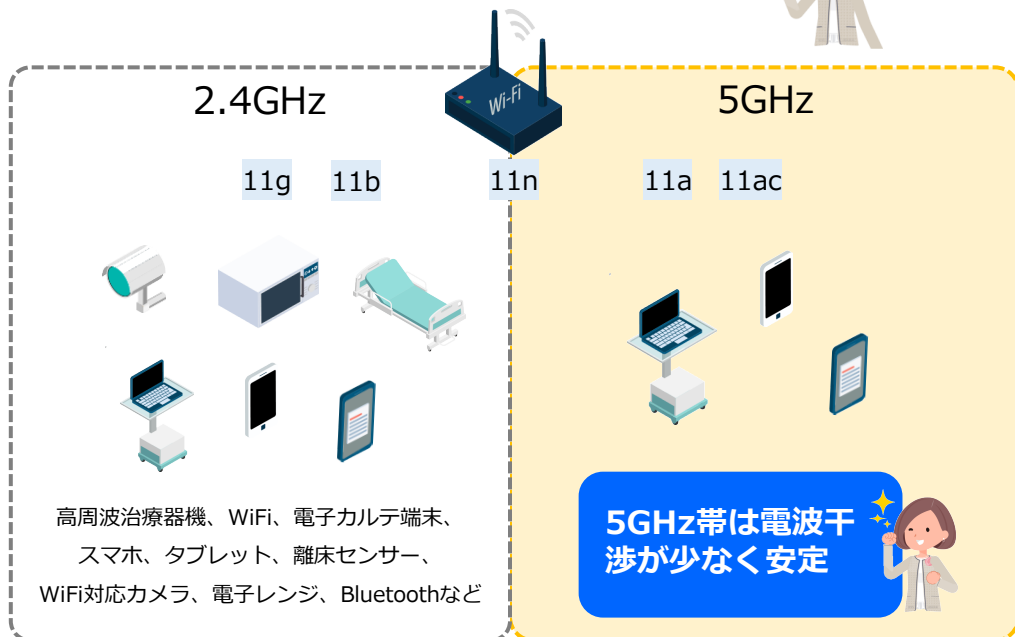 2.4GHz
Wi-Fi
5GHz
11g
11b
11n
11a
11ac
高周波治療器機、WiFi、電子カルテ端末、
スマホ、タブレット、離床センサー、
WiFi対応カメラ、電子レンジ、Bluetoothなど
5GHz帯は電波干
渉が少なく安定